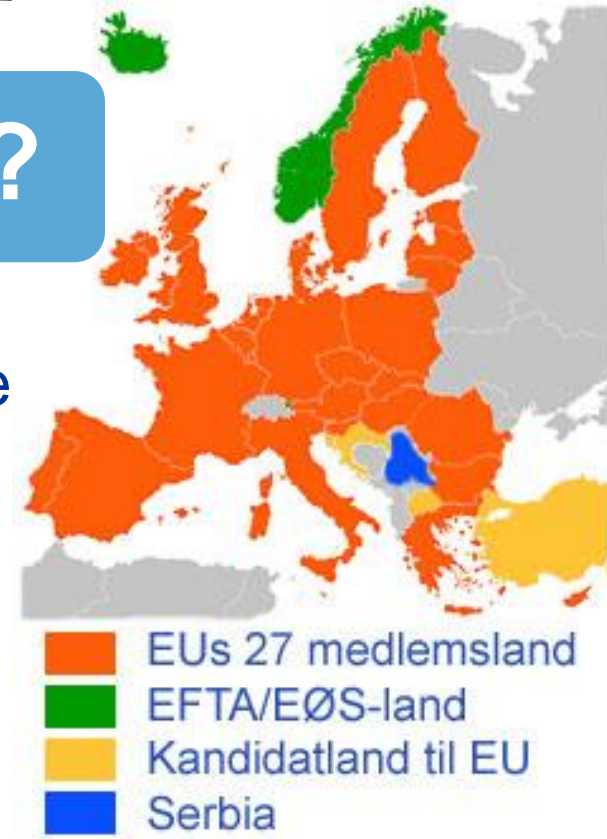 ?
e
EUs 27 medlemsland
EFTA/EØS-land
Kandidatland til EU
Serbia